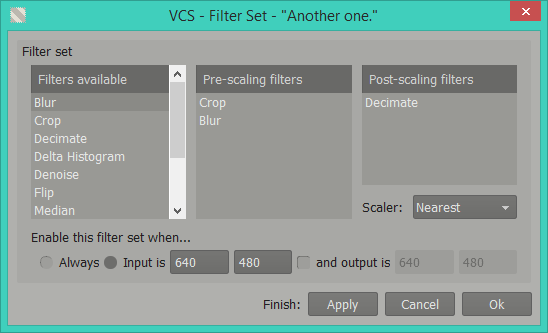 VCS - Filter Set - "Another one."
Filter set
Filters available
Blur
Crop
Decimate
Delta Histogram
Denoise
Flip
Median
Pre-scaling filters
Crop
Blur
Post-scaling filters
Decimate
Scaler: Nearest
Enable this filter set when...
Always Input is 640 480 and output is 640 480
Finish: Apply Cancel Ok